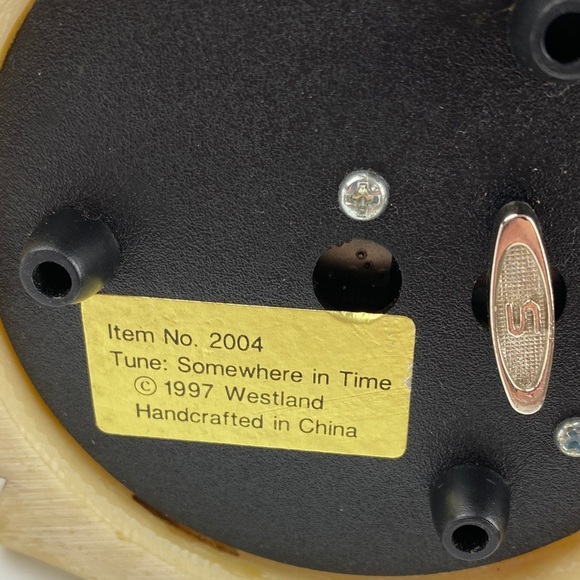 Item No. 2004
Tune: Somewhere in Time
© 1997 Westland
Handcrafted in China